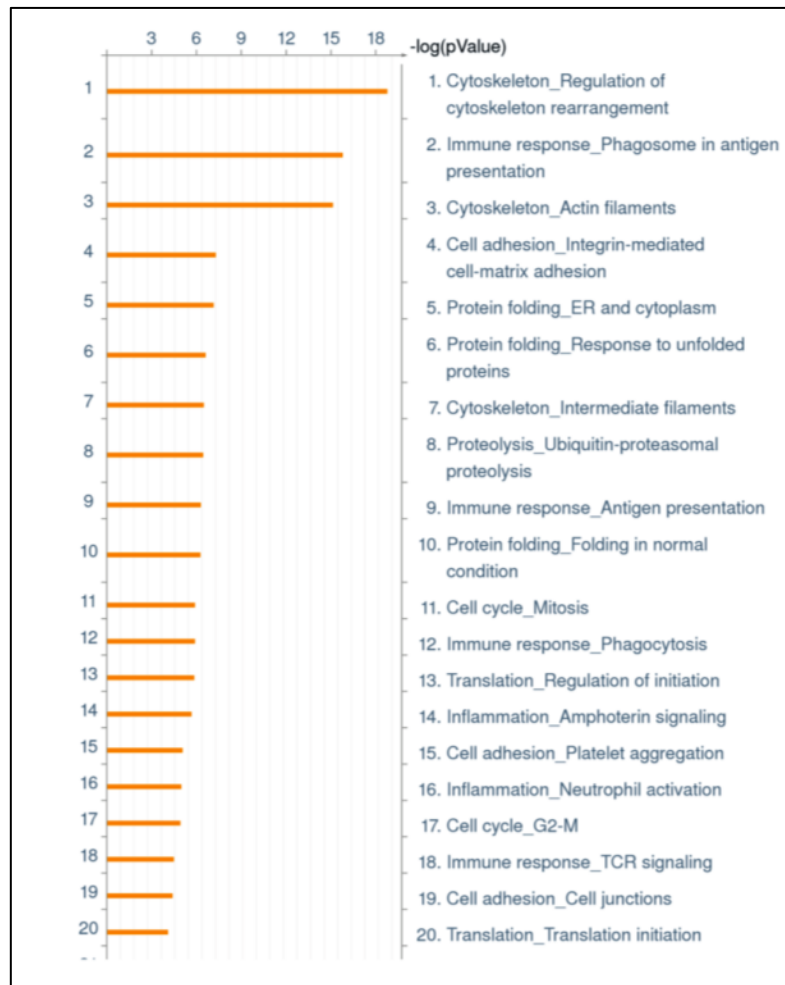 3 6 9 12 15 18 -log(pValue)
1 1. Cytoskeleton_Regulation of
cytoskeleton rearrangement
2 2. Immune response_Phagosome in antigen
presentation
3 3. Cytoskeleton_Actin filaments
4 4. Cell adhesion_Integrin-mediated
cell-matrix adhesion
5 5. Protein folding_ER and cytoplasm
6 6. Protein folding_Response to unfolded
proteins
7 7. Cytoskeleton_Intermediate filaments
8 8. Proteolysis_Ubiquitin-proteasomal
proteolysis
9 9. Immune response_Antigen presentation
10 10. Protein folding_Folding in normal
condition
11 11. Cell cycle_Mitosis
12 12. Immune response_Phagocytosis
13 13. Translation_Regulation of initiation
14 14. Inflammation_Amphoterin signaling
15 15. Cell adhesion_Platelet aggregation
16 16. Inflammation_Neutrophil activation
17 17. Cell cycle_G2-M
18 18. Immune response_TCR signaling
19 19. Cell adhesion_Cell junctions
20 20. Translation_Translation initiation